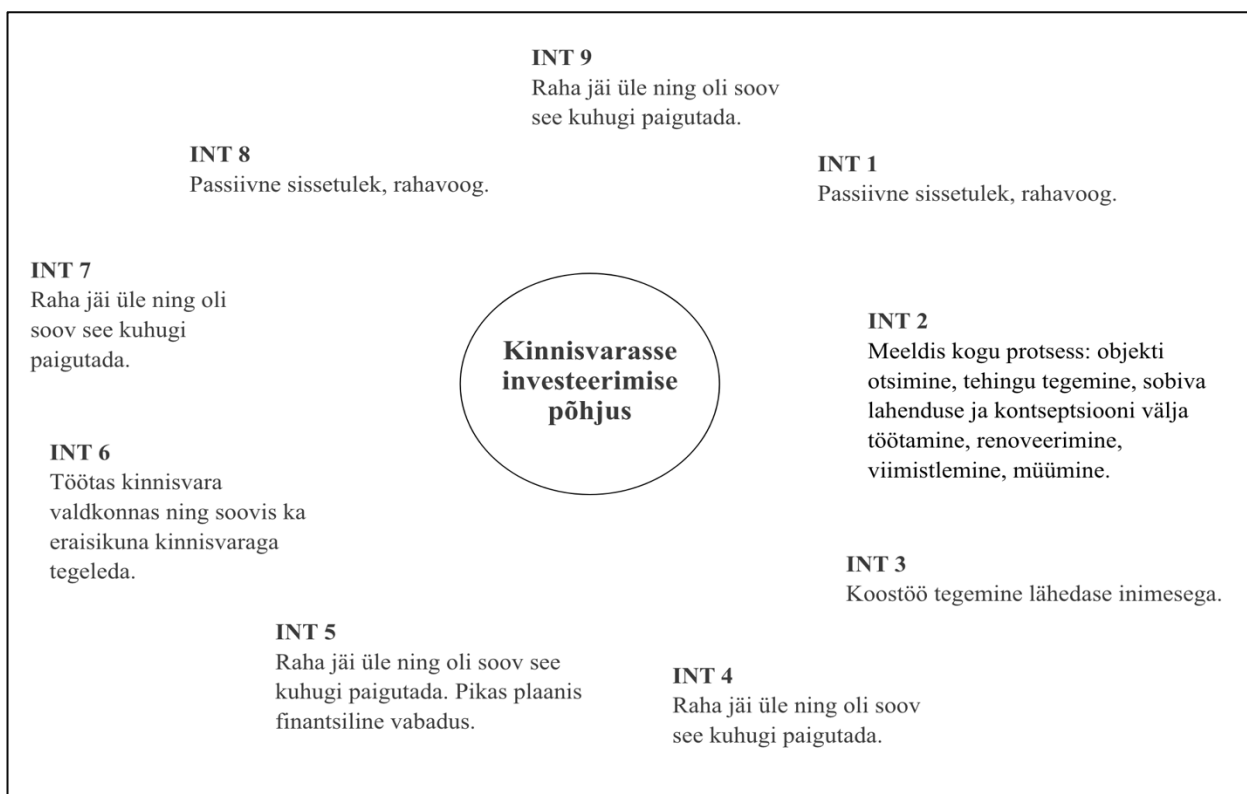 INT 9
Raha jäi üle ning oli soov
see kuhugi paigutada.
INT 8
Passiivne sissetulek, rahavoog.
INT 1
Passiivne sissetulek, rahavoog.
INT 7
Raha jäi üle ning oli
soov see kuhugi
paigutada.
Kinnisvarasse
investeerimise
põhjus
INT 2
Meeldis kogu protsess: objekti
otsimine, tehingu tegemine, sobiva
lahenduse ja kontseptsiooni välja
töötamine, renoveerimine,
viimistlemine, müümine.
INT 6
Töötas kinnisvara
valdkonnas ning soovis ka
eraisikuna kinnisvaraga
tegeleda.
INT 3
Koostöö tegemine lähedase inimesega.
INT 5
Raha jäi üle ning oli soov see
kuhugi paigutada. Pikas plaanis
finantsiline vabadus.
INT 4
Raha jäi üle ning oli soov
see kuhugi paigutada.